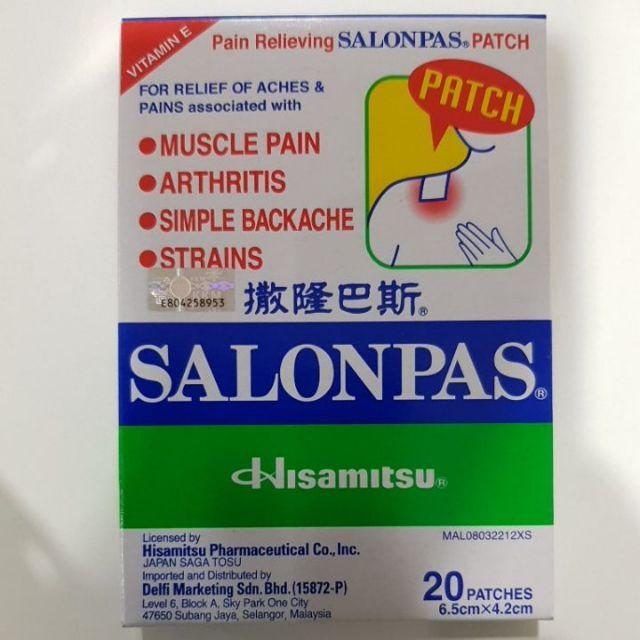 VITAMIN E
Pain Relieving SALONPAS® PATCH
FOR RELIEF OF ACHES &
PAINS associated with
● MUSCLE PAIN
● ARTHRITIS
● SIMPLE BACKACHE
● STRAINS
PATCH
E804258953
撒隆巴斯®
SALONPAS®
Hisamitsu®
Licensed by
Hisamitsu Pharmaceutical Co., Inc.
JAPAN SAGA TOSU
Imported and Distributed by
Delfi Marketing Sdn. Bhd. (15872-P)
Level 6, Block A, Sky Park One City
47650 Subang Jaya, Selangor, Malaysia
MAL08032212XS
20 PATCHES
6.5cm×4.2cm